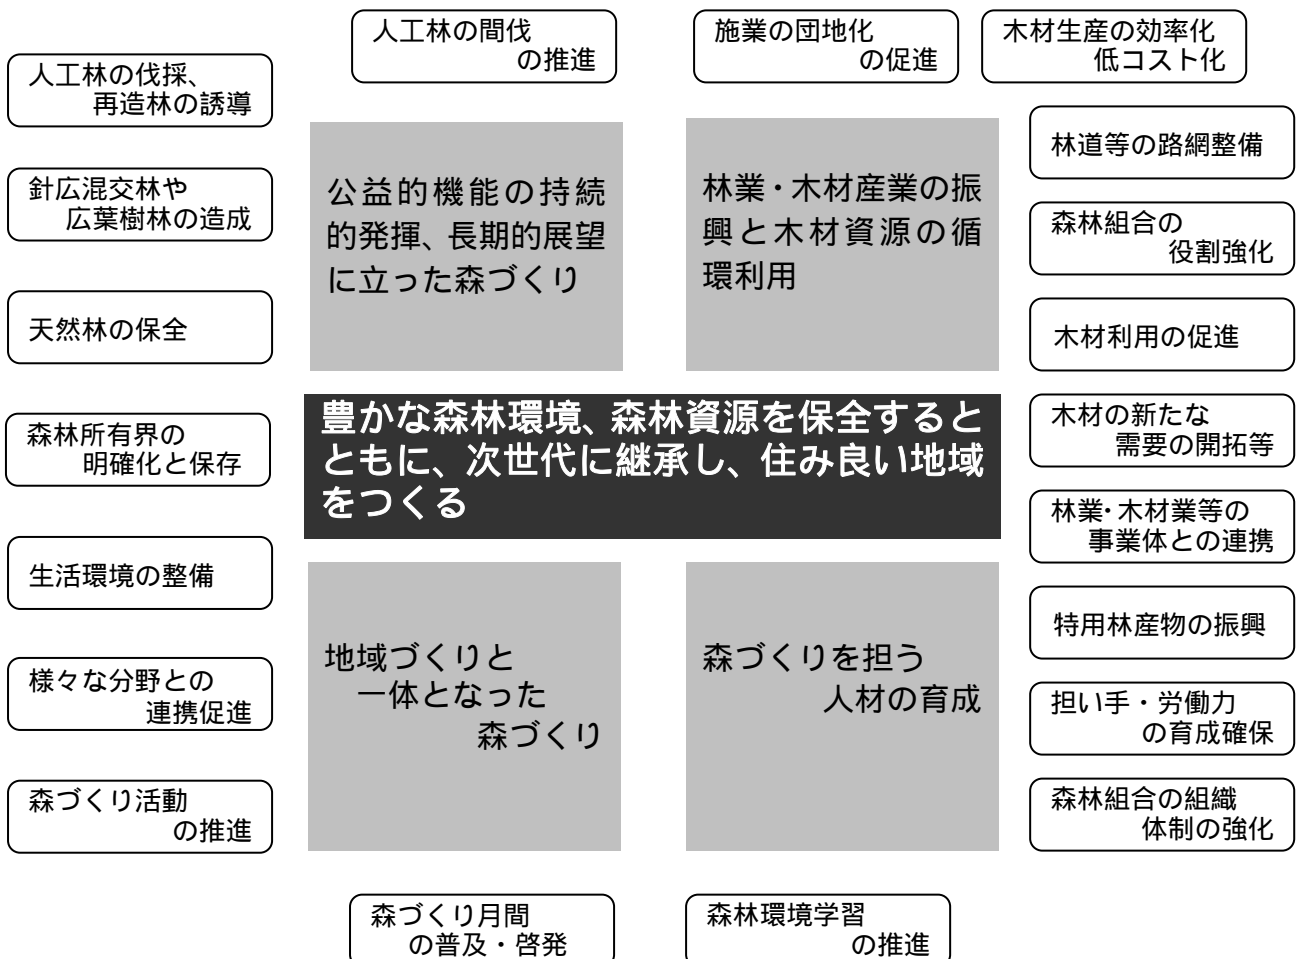 人工林の間伐
の推進
施業の団地化
の促進
木材生産の効率化
低コスト化
人工林の伐採、
再造林の誘導
針広混交林や
広葉樹林の造成
天然林の保全
森林所有界の
明確化と保存
生活環境の整備
様々な分野との
連携促進
森づくり活動
の推進
公益的機能の持続
的発揮、長期的展望
に立った森づくり
林業・木材産業の振
興と木材資源の循
環利用
豊かな森林環境、森林資源を保全すると
ともに、次世代に継承し、住み良い地域
をつくる
地域づくりと
一体となった
森づくり
森づくりを担う
人材の育成
林道等の路網整備
森林組合の
役割強化
木材利用の促進
木材の新たな
需要の開拓等
林業・木材業等の
事業体との連携
特用林産物の振興
担い手・労働力
の育成確保
森林組合の組織
体制の強化
森づくり月間
の普及・啓発
森林環境学習
の推進